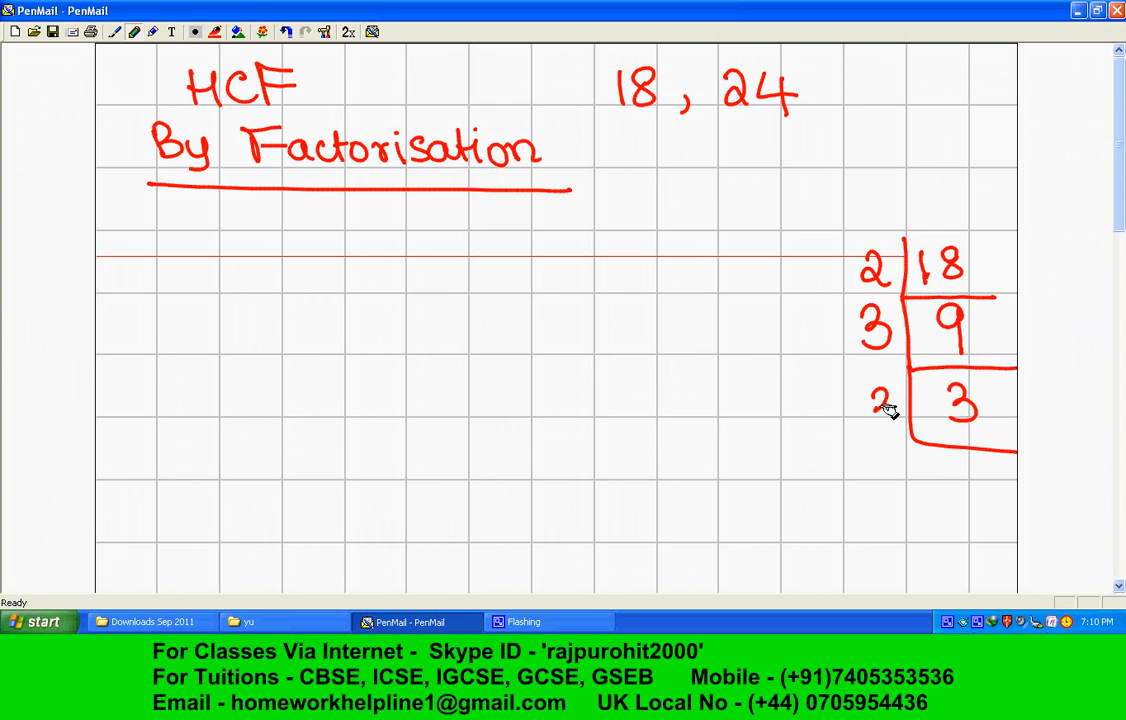 PenMail - PenMail
T 2x
HCF 18 , 24
By Factorisation
2 18
3 9
3
Ready
start Downloads Sep 2011 yu PenMail - PenMail Flashing 7:10 PM
For Classes Via Internet - Skype ID - 'rajpurohit2000'
For Tuitions - CBSE, ICSE, IGCSE, GCSE, GSEB Mobile - (+91)7405353536
Email - homeworkhelpline1@gmail.com UK Local No - (+44) 0705954436